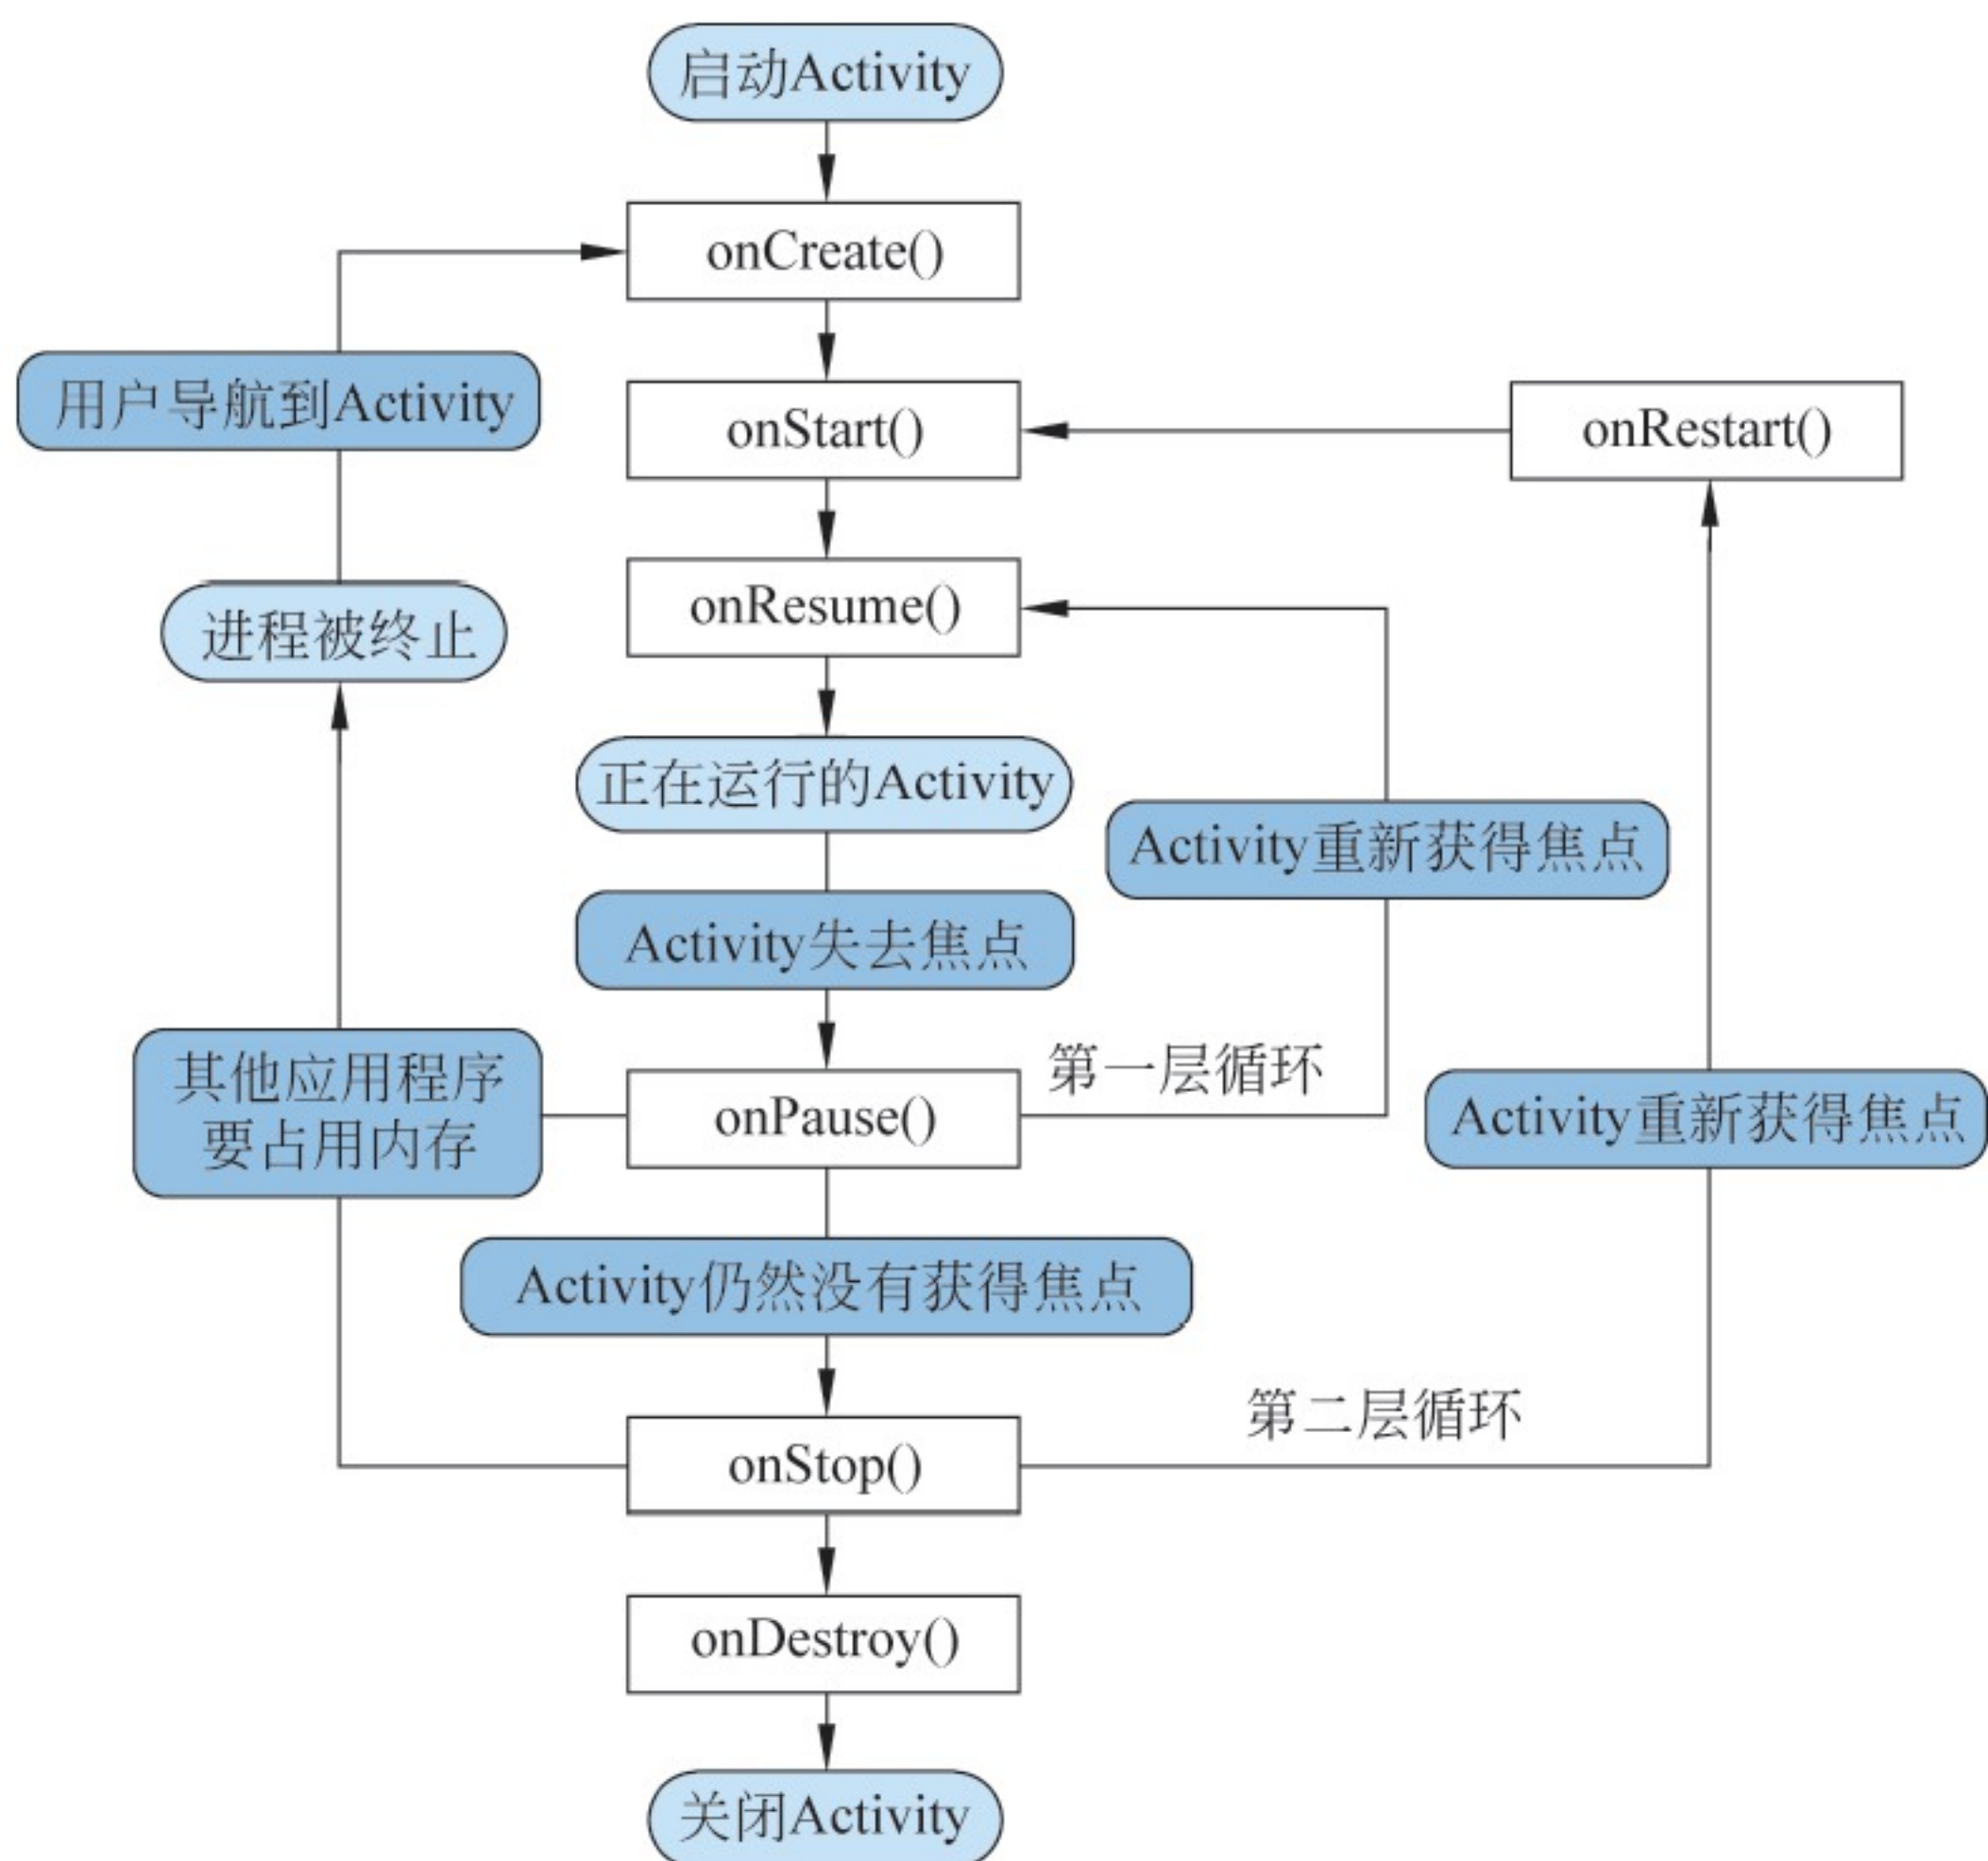 启动Activity
onCreate()
用户导航到Activity
onStart()
onRestart()
onResume()
进程被终止
正在运行的Activity
Activity重新获得焦点
Activity失去焦点
第一层循环
其他应用程序
要占用内存
onPause()
Activity重新获得焦点
Activity仍然没有获得焦点
第二层循环
onStop()
onDestroy()
关闭Activity